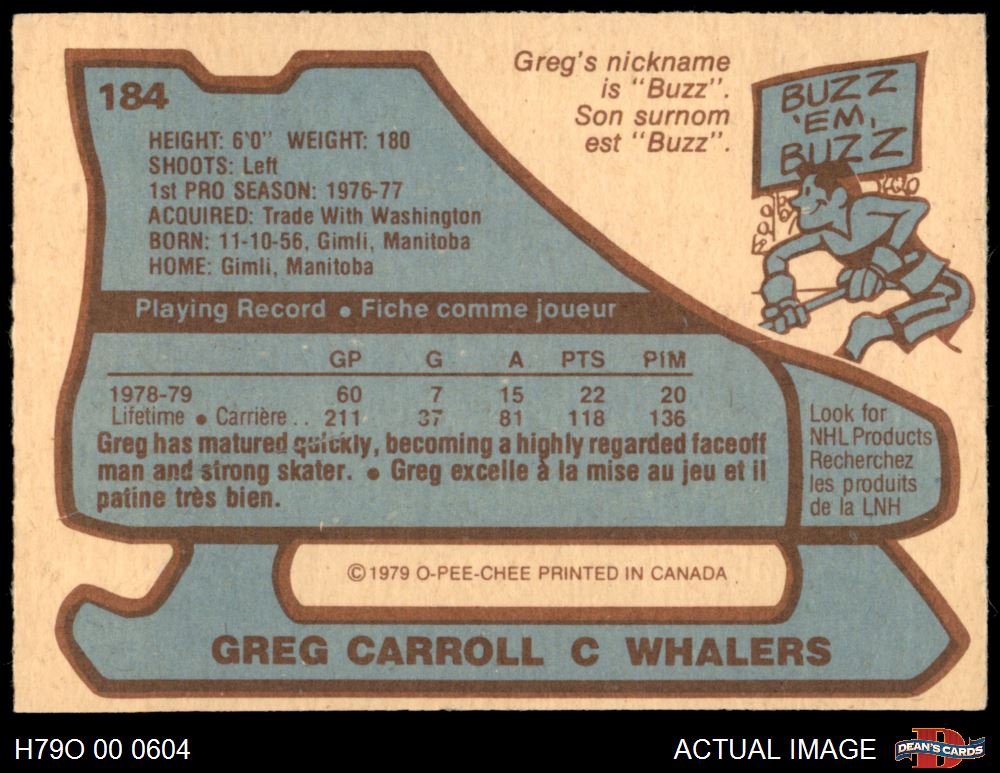 184
HEIGHT: 6'0" WEIGHT: 180
SHOOTS: Left
1st PRO SEASON: 1976-77
ACQUIRED: Trade With Washington
BORN: 11-10-56, Gimli, Manitoba
HOME: Gimli, Manitoba
Greg's nickname
is "Buzz".
Son surnom
est "Buzz".
BUZZ
'EM,
BUZZ
Playing Record • Fiche comme joueur
GP G A PTS PIM
1978-79 60 7 15 22 20
Lifetime • Carrière .. 211 37 81 118 136
Greg has matured quickly, becoming a highly regarded faceoff
man and strong skater. • Greg excelle à la mise au jeu et il
patine très bien.
Look for
NHL Products
Recherchez
les produits
de la LNH
© 1979 O-PEE-CHEE PRINTED IN CANADA
GREG CARROLL C WHALERS
H79O 00 0604
ACTUAL IMAGE
D
DEAN'S CARDS